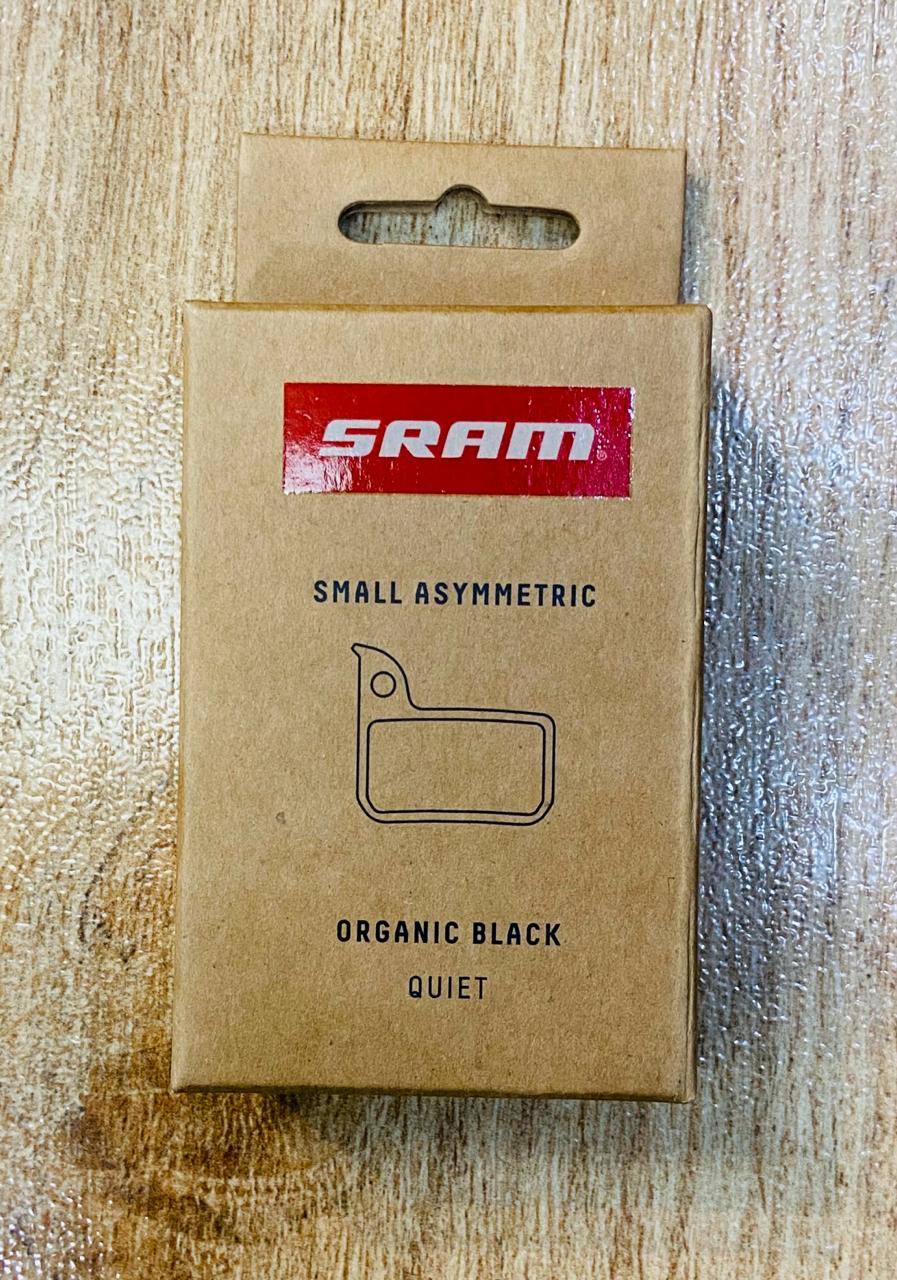 SRAM
SMALL ASYMMETRIC
ORGANIC BLACK
QUIET